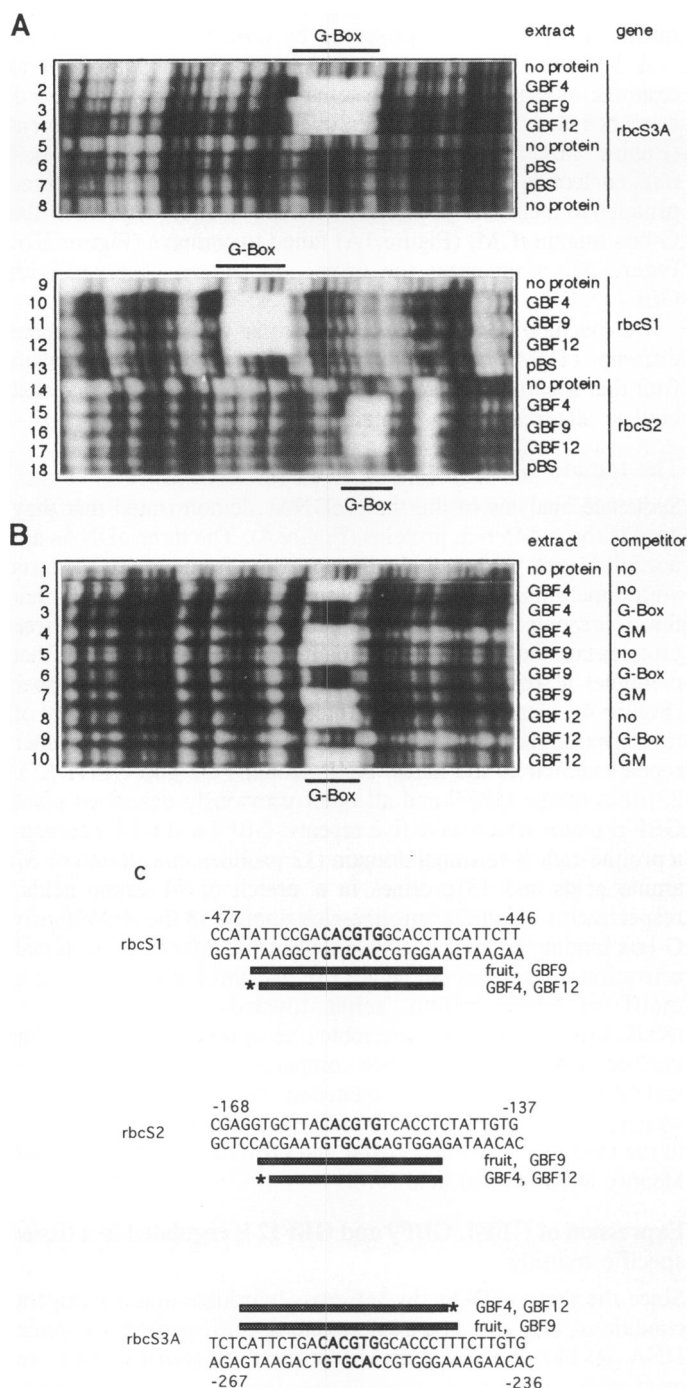 A
G-Box
extract gene
1 no protein
2 GBF4
3 GBF9
4 GBF12 rbcS3A
5 no protein
6 pBS
7 pBS
8 no protein
G-Box
9 no protein
10 GBF4
11 GBF9 rbcS1
12 GBF12
13 pBS
14 no protein
15 GBF4
16 GBF9 rbcS2
17 GBF12
18 pBS
G-Box
B
extract competitor
1 no protein no
2 GBF4 no
3 GBF4 G-Box
4 GBF4 GM
5 GBF9 no
6 GBF9 G-Box
7 GBF9 GM
8 GBF12 no
9 GBF12 G-Box
10 GBF12 GM
G-Box
C
-477 -446
rbcS1 CCATATTCCGACACGTGGCACCTTCATTCTT
GGTATAAGGCTGTGCACCGTGGAAGTAAGAA
fruit, GBF9
* GBF4, GBF12
-168 -137
rbcS2 CGAGGTGCTTACACGTGTCACCTCTATTGTG
GCTCCACGAATGTGCACAGTGGAGATAACAC
fruit, GBF9
* GBF4, GBF12
* GBF4, GBF12
fruit, GBF9
rbcS3A TCTCATTCTGACACGTGGCACCCTTTCTTGTG
AGAGTAAGACTGTGCACCGTGGGAAAGAACAC
-267 -236